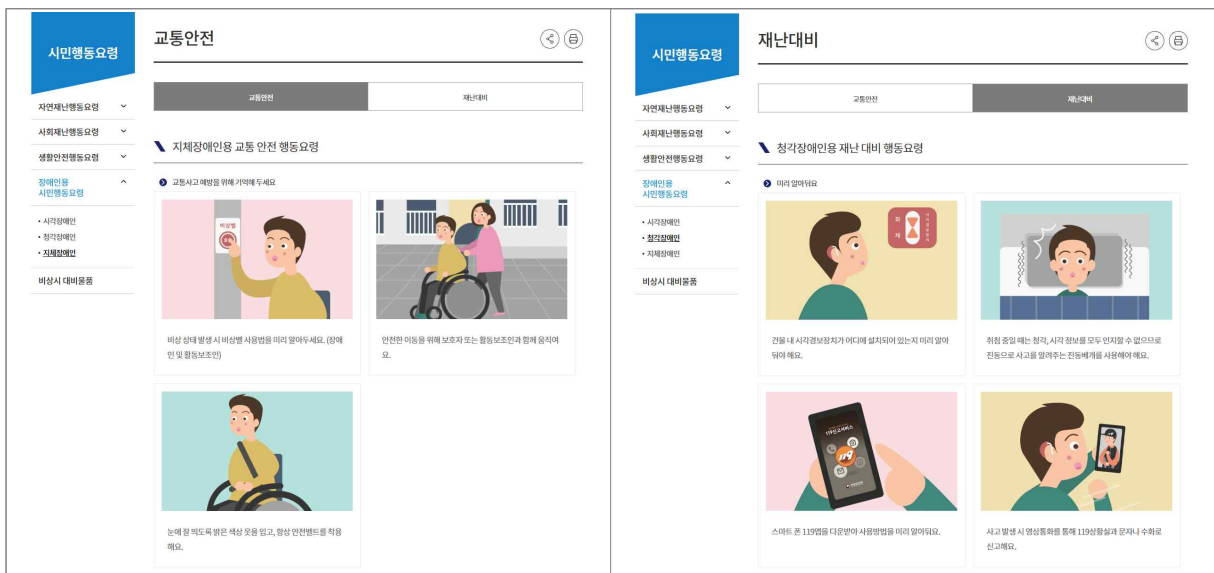 시민행동요령
자연재난행동요령
사회재난행동요령
생활안전행동요령
장애인용
시민행동요령
• 시각장애인
• 청각장애인
• 지체장애인
비상시 대비물품
교통안전
교통안전
재난대비
지체장애인용 교통 안전 행동요령
교통사고 예방을 위해 기억해 두세요
비상벨
비상 상태 발생 시 비상벨 사용법을 미리 알아두세요. (장애
인 및 활동보조인)
안전한 이동을 위해 보호자 또는 활동보조인과 함께 움직여
요.
눈에 잘 띄도록 밝은 색상 옷을 입고, 항상 안전벨트를 착용
해요.
시민행동요령
자연재난행동요령
사회재난행동요령
생활안전행동요령
장애인용
시민행동요령
• 시각장애인
• 청각장애인
• 지체장애인
비상시 대비물품
재난대비
교통안전
재난대비
청각장애인용 재난 대비 행동요령
미리 알아둬요
화
재
건물 내 시각경보장치가 어디에 설치되어 있는지 미리 알아
둬야 해요.
취침 중일 때는 청각, 시각 정보를 모두 인지할 수 없으므로
진동으로 사고를 알려주는 진동베개를 사용해야 해요.
119신고서비스
119
스마트 폰 119앱을 다운받아 사용방법을 미리 알아둬요.
사고 발생 시 영상통화를 통해 119상황실과 문자나 수화로
신고해요.